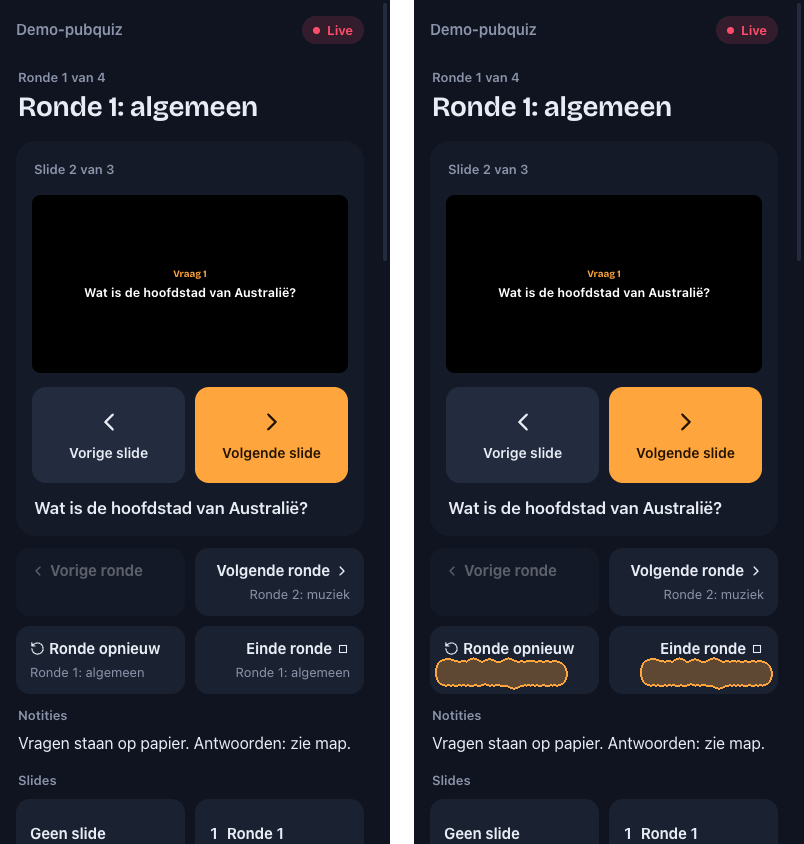 Demo-pubquiz
Live
Ronde 1 van 4
Ronde 1: algemeen
Slide 2 van 3
Vraag 1
Wat is de hoofdstad van Australië?
Vorige slide
Volgende slide
Wat is de hoofdstad van Australië?
Vorige ronde
Volgende ronde
Ronde 2: muziek
Ronde opnieuw
Ronde 1: algemeen
Einde ronde
Ronde 1: algemeen
Notities
Vragen staan op papier. Antwoorden: zie map.
Slides
Geen slide
1 Ronde 1
Demo-pubquiz
Live
Ronde 1 van 4
Ronde 1: algemeen
Slide 2 van 3
Vraag 1
Wat is de hoofdstad van Australië?
Vorige slide
Volgende slide
Wat is de hoofdstad van Australië?
Vorige ronde
Volgende ronde
Ronde 2: muziek
Ronde opnieuw
Einde ronde
Notities
Vragen staan op papier. Antwoorden: zie map.
Slides
Geen slide
1 Ronde 1